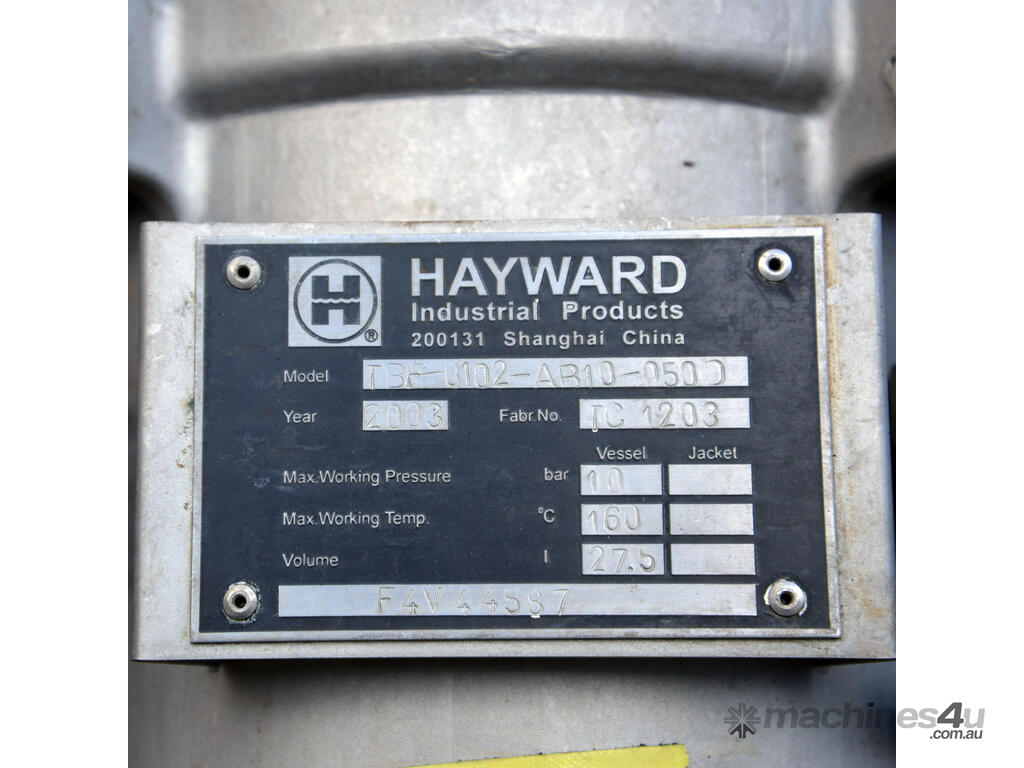 H ®
HAYWARD
Industrial Products
200131 Shanghai China
Model TBF-0102-AB10-050D
Year 2003 Fabr.No. TC 1203
Vessel Jacket
Max.Working Pressure bar 10
Max.Working Temp. °C 160
Volume l 27.5
F4V44587
machines4u
.com.au